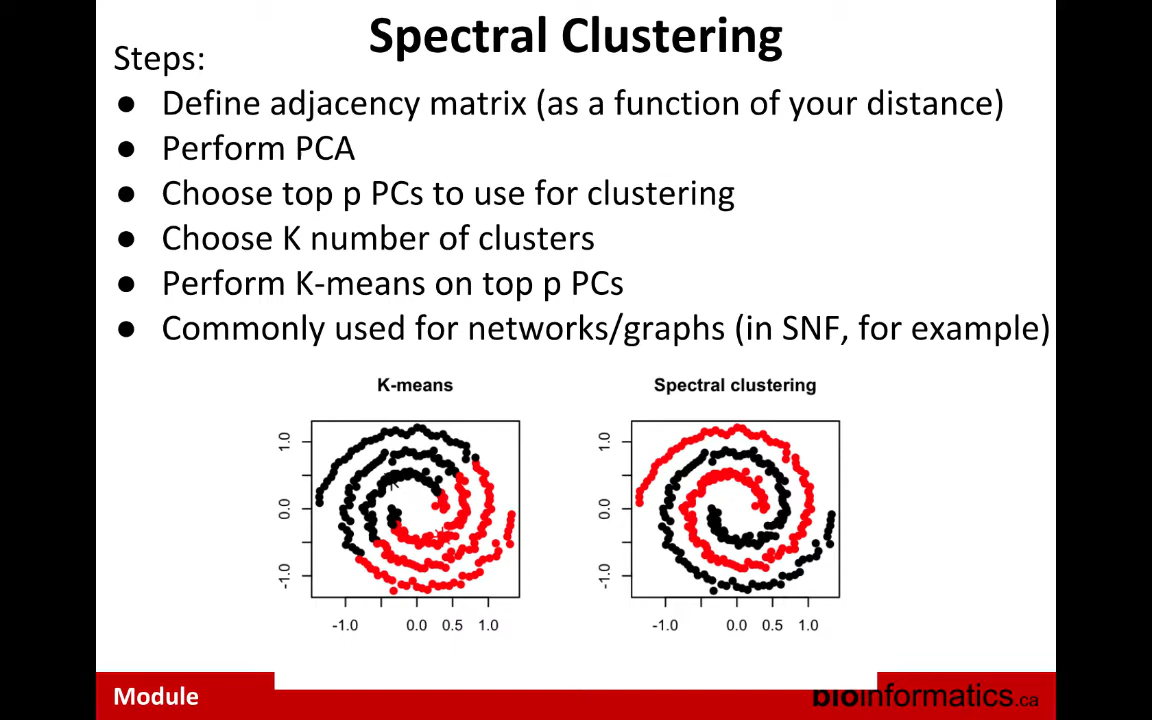 Spectral Clustering
Steps:
● Define adjacency matrix (as a function of your distance)
● Perform PCA
● Choose top p PCs to use for clustering
● Choose K number of clusters
● Perform K-means on top p PCs
● Commonly used for networks/graphs (in SNF, for example)
K-means
Spectral clustering
1.0
0.0
-1.0
-1.0 0.0 0.5 1.0
1.0
0.0
-1.0
-1.0 0.0 0.5 1.0
Module
bioinformatics.ca